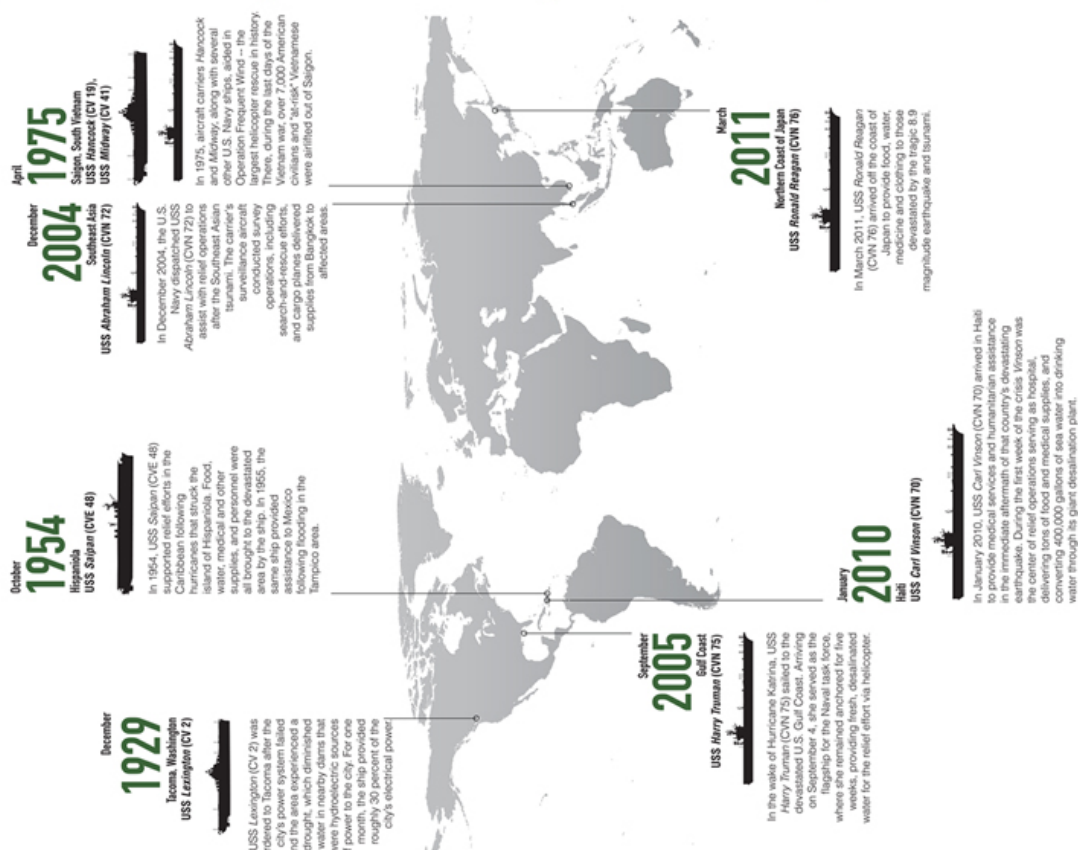 December
1929
Tacoma, Washington
USS Lexington (CV 2)
USS Lexington (CV 2) was
rdered to Tacoma after the
city's power system failed
nd the area experienced a
drought, which diminished
water in nearby dams that
vere hydroelectric sources
f power to the city. For one
month, the ship provided
roughly 30 percent of the
city's electrical power.
October
1954
Hispaniola
USS Saipan (CVE 48)
In 1954, USS Saipan (CVE 48)
supported relief efforts in the
Caribbean following
hurricanes that struck the
island of Hispaniola. Food,
water, medical and other
supplies, and personnel were
all brought to the devastated
area by the ship. In 1955, the
same ship provided
assistance to Mexico
following flooding in the
Tampico area.
December
2004
Southeast Asia
USS Abraham Lincoln (CVN 72)
In December 2004, the U.S.
Navy dispatched USS
Abraham Lincoln (CVN 72) to
assist with relief operations
after the Southeast Asian
tsunami. The carrier's
surveillance aircraft
conducted survey
operations, including
search-and-rescue efforts,
and cargo planes delivered
supplies from Bangkok to
affected areas.
April
1975
Saigon, South Vietnam
USS Hancock (CV 19),
USS Midway (CV 41)
In 1975, aircraft carriers Hancock
and Midway, along with several
other U.S. Navy ships, aided in
Operation Frequent Wind -- the
largest helicopter rescue in history.
There, during the last days of the
Vietnam war, over 7,000 American
civilians and "at-risk" Vietnamese
were airlifted out of Saigon.
September
2005
Gulf Coast
USS Harry Truman (CVN 75)
In the wake of Hurricane Katrina, USS
Harry Truman (CVN 75) sailed to the
devastated U.S. Gulf Coast. Arriving
on September 4, she served as the
flagship for the Naval task force,
where she remained anchored for five
weeks, providing fresh, desalinated
water for the relief effort via helicopter.
January
2010
Haiti
USS Carl Vinson (CVN 70)
In January 2010, USS Carl Vinson (CVN 70) arrived in Haiti
to provide medical services and humanitarian assistance
in the immediate aftermath of that country's devastating
earthquake. During the first week of the crisis Vinson was
the center of relief operations serving as hospital,
delivering tons of food and medical supplies, and
converting 400,000 gallons of sea water into drinking
water through its giant desalination plant.
March
2011
Northern Coast of Japan
USS Ronald Reagan (CVN 76)
In March 2011, USS Ronald Reagan
(CVN 76) arrived off the coast of
Japan to provide food, water,
medicine and clothing to those
devastated by the tragic 8.9
magnitude earthquake and tsunami.